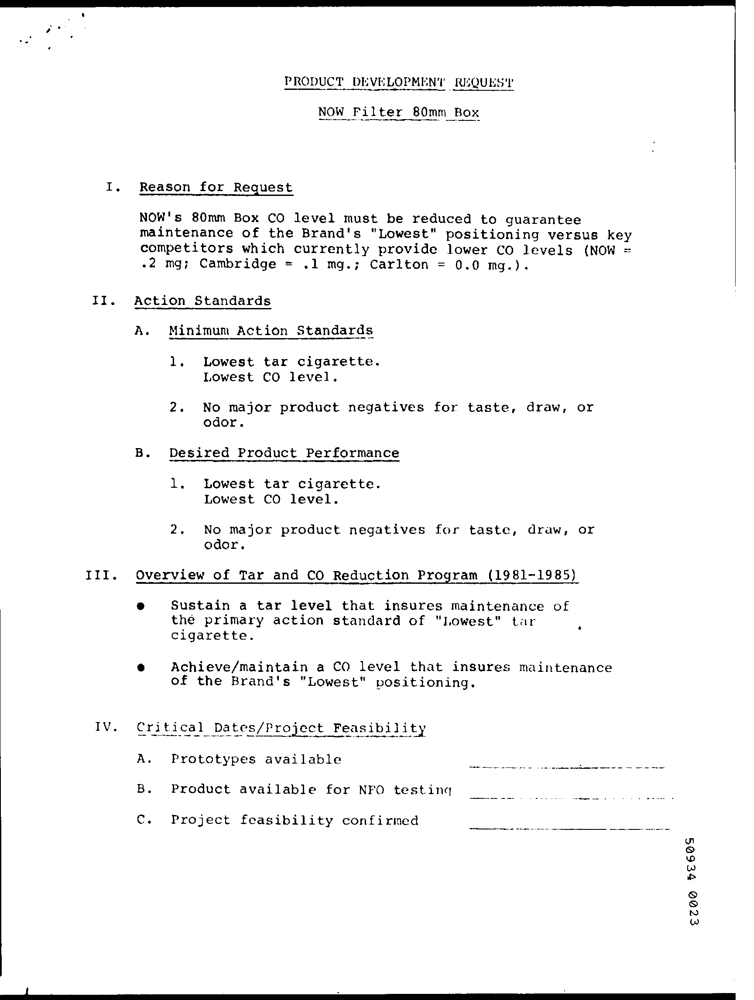 PRODUCT DEVELOPMENT REQUEST
NOW Filter 80mm Box
I. Reason for Request
NOW's 80mm Box CO level must be reduced to guarantee
maintenance of the Brand's "Lowest" positioning versus key
competitors which currently provide lower CO levels (NOW =
.2 mg; Cambridge = .1 mg.; Carlton = 0.0 mg.).
II. Action Standards
A. Minimum Action Standards
1. Lowest tar cigarette.
Lowest CO level.
2. No major product negatives for taste, draw, or
odor.
B. Desired Product Performance
1. Lowest tar cigarette.
Lowest CO level.
2. No major product negatives for taste, draw, or
odor.
III. Overview of Tar and CO Reduction Program (1981-1985)
● Sustain a tar level that insures maintenance of
the primary action standard of "Lowest" tar
cigarette.
● Achieve/maintain a CO level that insures maintenance
of the Brand's "Lowest" positioning.
IV. Critical Dates/Project Feasibility
A. Prototypes available
B. Product available for NFO testing
C. Project feasibility confirmed
50934 0023